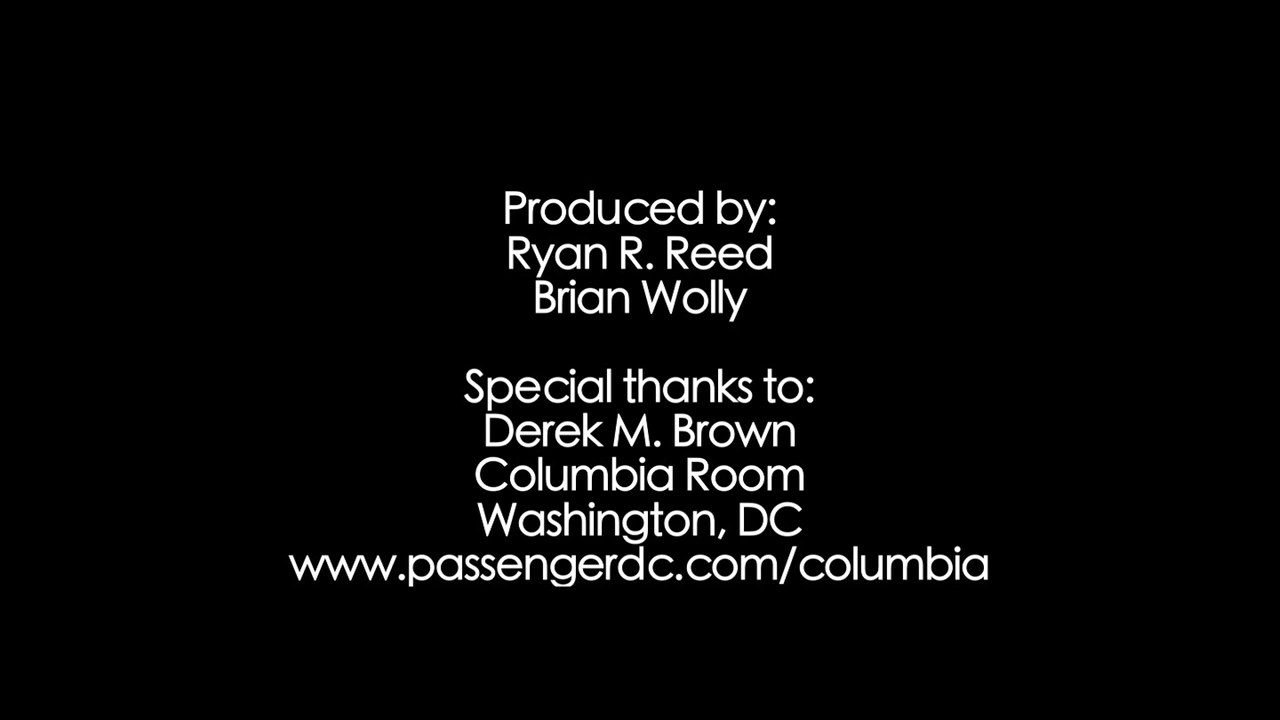 Produced by:
Ryan R. Reed
Brian Wolly
Special thanks to:
Derek M. Brown
Columbia Room
Washington, DC
www.passengerdc.com/columbia